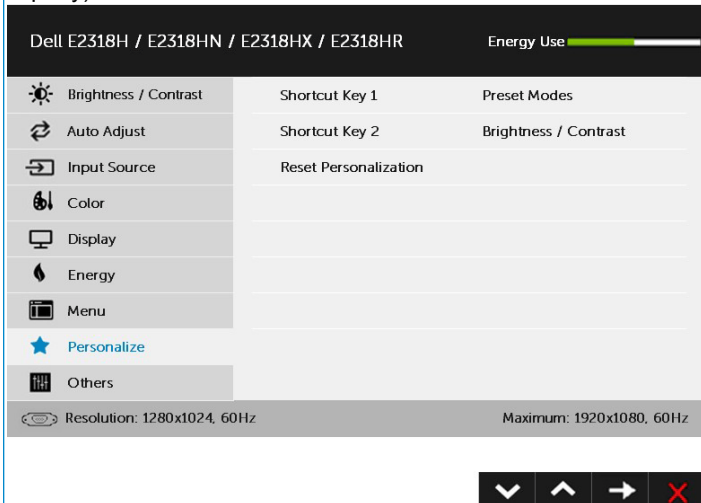 Dell E2318H / E2318HN / E2318HX / E2318HR Energy Use
Brightness / Contrast Shortcut Key 1 Preset Modes
Auto Adjust Shortcut Key 2 Brightness / Contrast
Input Source Reset Personalization
Color
Display
Energy
Menu
Personalize
Others
Resolution: 1280x1024, 60Hz Maximum: 1920x1080, 60Hz